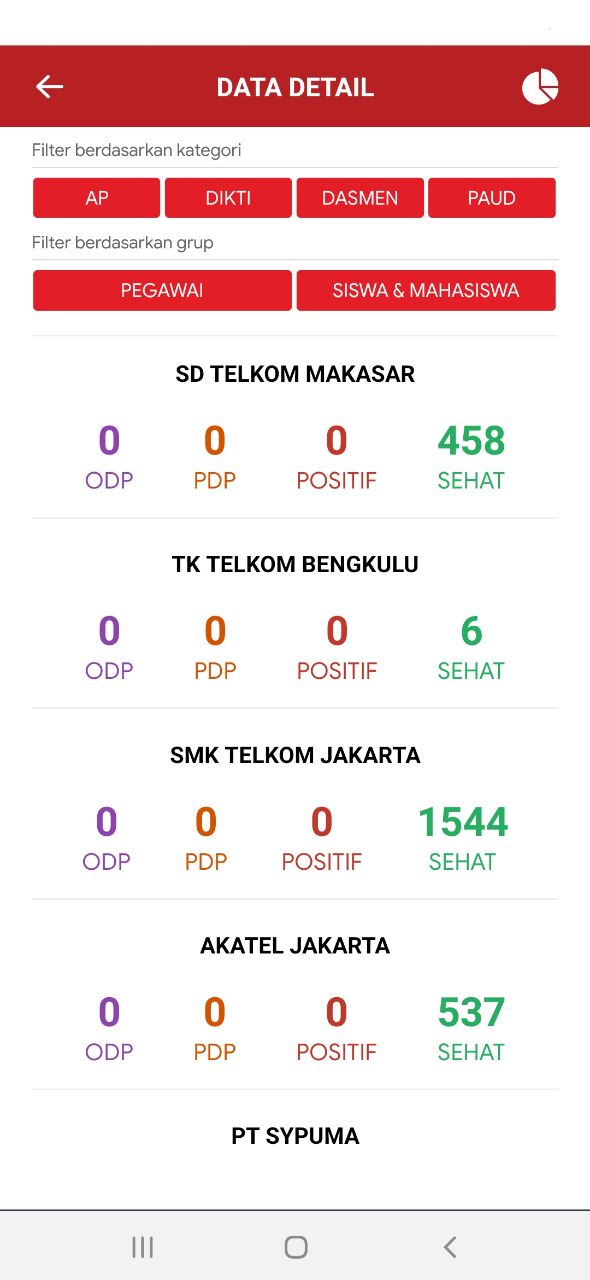 DATA DETAIL
Filter berdasarkan kategori
AP DIKTI DASMEN PAUD
Filter berdasarkan grup
PEGAWAI SISWA & MAHASISWA
SD TELKOM MAKASAR
0 0 0 458
ODP PDP POSITIF SEHAT
TK TELKOM BENGKULU
0 0 0 6
ODP PDP POSITIF SEHAT
SMK TELKOM JAKARTA
0 0 0 1544
ODP PDP POSITIF SEHAT
AKATEL JAKARTA
0 0 0 537
ODP PDP POSITIF SEHAT
PT SYPUMA